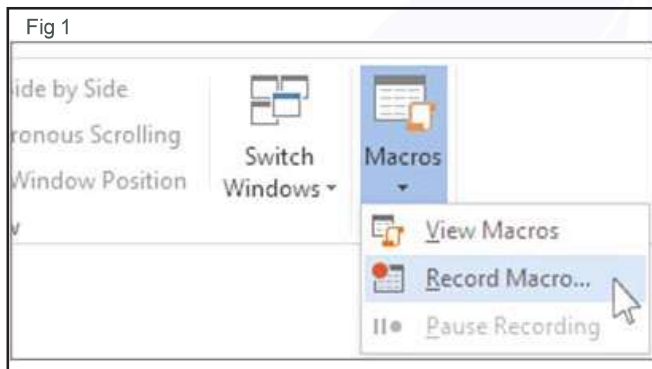 Fig 1
ide by Side
ronous Scrolling
Window Position
Switch
Windows
Macros
View Macros
Record Macro...
Pause Recording